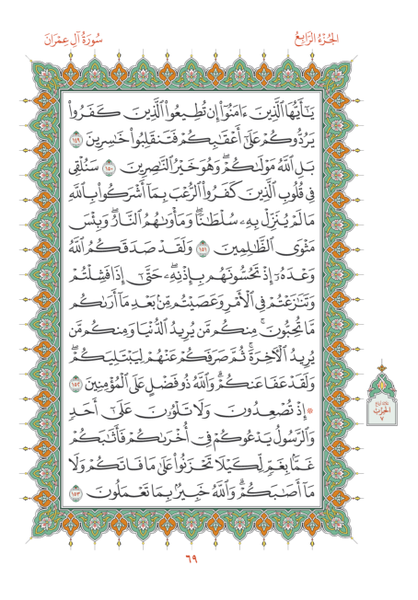 الجُزْءُ الرَّابِعُ
سُورَةُ آلِ عِمْرَانَ
يَٰٓأَيُّهَا ٱلَّذِينَ ءَامَنُوٓاْ إِن تُطِيعُواْ ٱلَّذِينَ كَفَرُواْ
يَرُدُّوكُمْ عَلَىٰٓ أَعْقَٰبِكُمْ فَتَنقَلِبُواْ خَٰسِرِينَ ١٤٩
بَلِ ٱللَّهُ مَوْلَىٰكُمْۖ وَهُوَ خَيْرُ ٱلنَّٰصِرِينَ ١٥٠ سَنُلْقِي
فِي قُلُوبِ ٱلَّذِينَ كَفَرُواْ ٱلرُّعْبَ بِمَآ أَشْرَكُواْ بِٱللَّهِ
مَا لَمْ يُنَزِّلْ بِهِۦ سُلْطَٰنًاۖ وَمَأْوَىٰهُمُ ٱلنَّارُۖ وَبِئْسَ
مَثْوَى ٱلظَّٰلِمِينَ ١٥١ وَلَقَدْ صَدَقَكُمُ ٱللَّهُ
وَعْدَهُۥٓ إِذْ تَحُسُّونَهُم بِإِذْنِهِۦۖ حَتَّىٰٓ إِذَا فَشِلْتُمْ
وَتَنَٰزَعْتُمْ فِي ٱلْأَمْرِ وَعَصَيْتُم مِّنۢ بَعْدِ مَآ أَرَىٰكُم
مَّا تُحِبُّونَۚ مِنكُم مَّن يُرِيدُ ٱلدُّنْيَا وَمِنكُم مَّن
يُرِيدُ ٱلْأٓخِرَةَۚ ثُمَّ صَرَفَكُمْ عَنْهُمْ لِيَبْتَلِيَكُمْۖ
وَلَقَدْ عَفَا عَنكُمْۗ وَٱللَّهُ ذُو فَضْلٍ عَلَى ٱلْمُؤْمِنِينَ ١٥٢
۞ إِذْ تُصْعِدُونَ وَلَا تَلْوُۥنَ عَلَىٰٓ أَحَدٍ
وَٱلرَّسُولُ يَدْعُوكُمْ فِيٓ أُخْرَىٰكُمْ فَأَثَٰبَكُمْ
غَمَّۢا بِغَمٍّ لِّكَيْلَا تَحْزَنُواْ عَلَىٰ مَا فَاتَكُمْ وَلَا
مَآ أَصَٰبَكُمْۗ وَٱللَّهُ خَبِيرُۢ بِمَا تَعْمَلُونَ ١٥٣
الحِزْب
٦٩